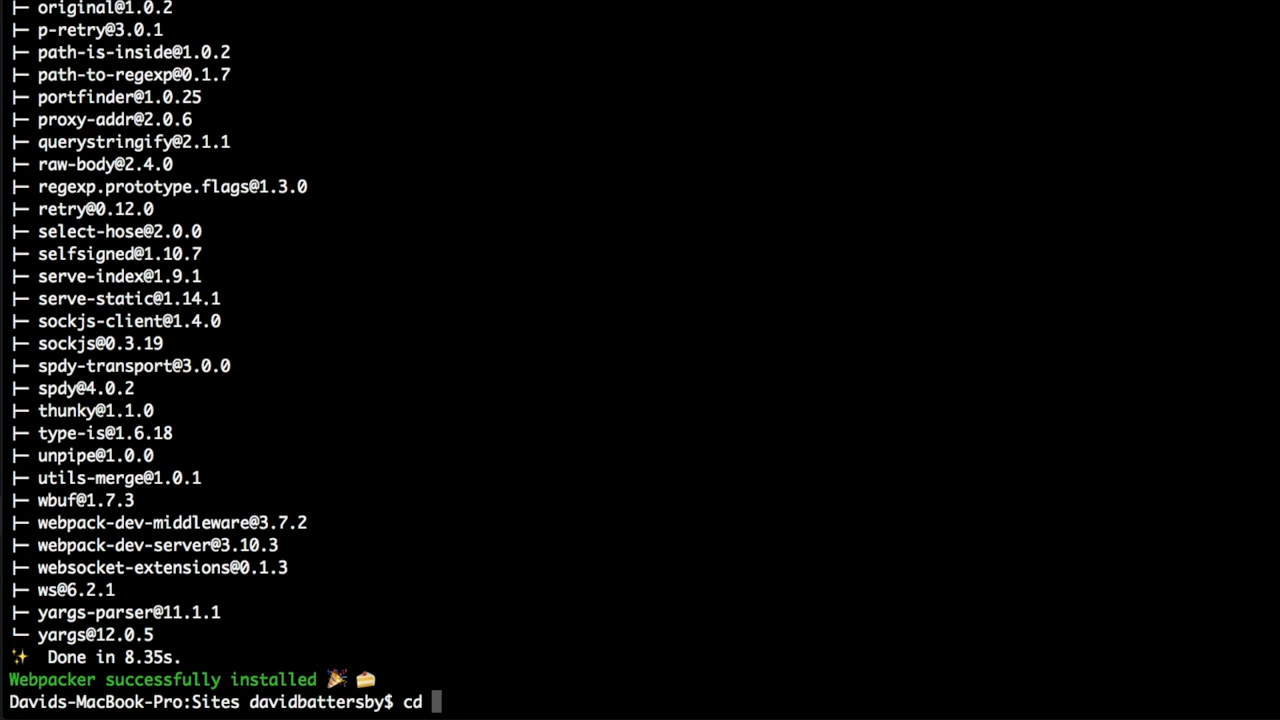 ├─ original@1.0.2
├─ p-retry@3.0.1
├─ path-is-inside@1.0.2
├─ path-to-regexp@0.1.7
├─ portfinder@1.0.25
├─ proxy-addr@2.0.6
├─ querystringify@2.1.1
├─ raw-body@2.4.0
├─ regexp.prototype.flags@1.3.0
├─ retry@0.12.0
├─ select-hose@2.0.0
├─ selfsigned@1.10.7
├─ serve-index@1.9.1
├─ serve-static@1.14.1
├─ sockjs-client@1.4.0
├─ sockjs@0.3.19
├─ spdy-transport@3.0.0
├─ spdy@4.0.2
├─ thunky@1.1.0
├─ type-is@1.6.18
├─ unpipe@1.0.0
├─ utils-merge@1.0.1
├─ wbuf@1.7.3
├─ webpack-dev-middleware@3.7.2
├─ webpack-dev-server@3.10.3
├─ websocket-extensions@0.1.3
├─ ws@6.2.1
├─ yargs-parser@11.1.1
└─ yargs@12.0.5
✨  Done in 8.35s.
Webpacker successfully installed 🎉 🍰
Davids-MacBook-Pro:Sites davidbattersby$ cd